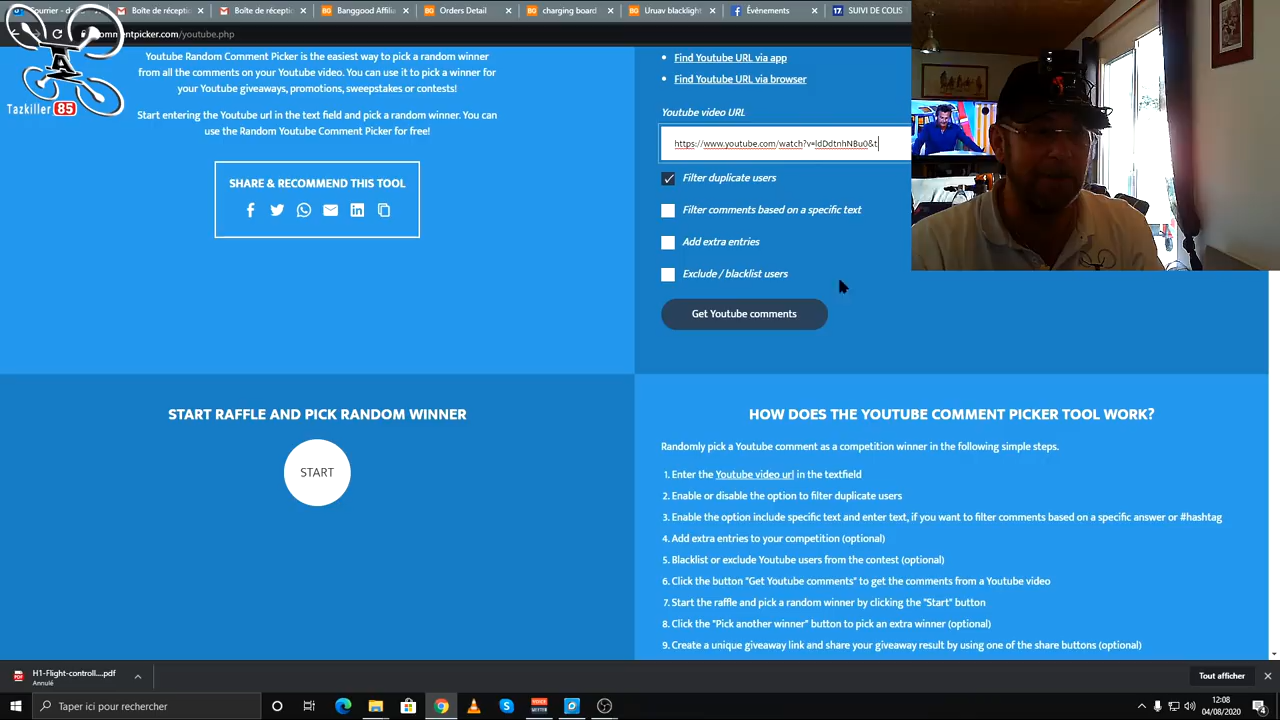 Courrier - d
Boîte de réceptio
Boîte de réceptio
Banggood Affilia
Orders Detail
charging board
Uruav blacklight
Évènements
SUIVI DE COLIS
commentpicker.com/youtube.php
Tazkiller 85
Youtube Random Comment Picker is the easiest way to pick a random winner
from all the comments on your Youtube video. You can use it to pick a winner for
your Youtube giveaways, promotions, sweepstakes or contests!
Start entering the Youtube url in the text field and pick a random winner. You can
use the Random Youtube Comment Picker for free!
SHARE & RECOMMEND THIS TOOL
Find Youtube URL via app
Find Youtube URL via browser
Youtube video URL
https://www.youtube.com/watch?v=ldDdtnhNBu0&t
Filter duplicate users
Filter comments based on a specific text
Add extra entries
Exclude / blacklist users
Get Youtube comments
START RAFFLE AND PICK RANDOM WINNER
START
HOW DOES THE YOUTUBE COMMENT PICKER TOOL WORK?
Randomly pick a Youtube comment as a competition winner in the following simple steps.
1. Enter the Youtube video url in the textfield
2. Enable or disable the option to filter duplicate users
3. Enable the option include specific text and enter text, if you want to filter comments based on a specific answer or #hashtag
4. Add extra entries to your competition (optional)
5. Blacklist or exclude Youtube users from the contest (optional)
6. Click the button "Get Youtube comments" to get the comments from a Youtube video
7. Start the raffle and pick a random winner by clicking the "Start" button
8. Click the "Pick another winner" button to pick an extra winner (optional)
9. Create a unique giveaway link and share your giveaway result by using one of the share buttons (optional)
H1-Flight-controll....pdf
Annulé
Tout afficher
Taper ici pour rechercher
12:08
04/08/2020